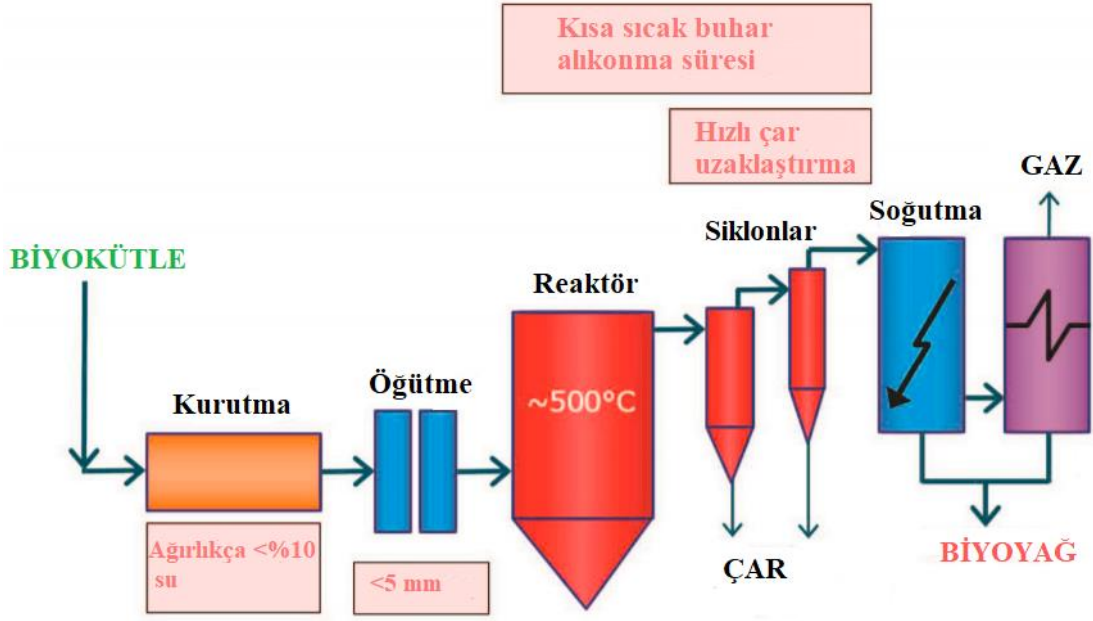 Kısa sıcak buhar
alıkonma süresi
Hızlı çar
uzaklaştırma
GAZ
Soğutma
Siklonlar
BİYOKÜTLE
Reaktör
Öğütme
Kurutma
~500°C
Ağırlıkça <%10
su
<5 mm
ÇAR
BİYOYAĞ